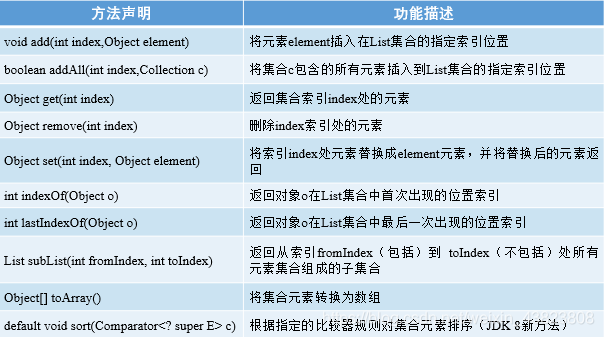 方法声明 功能描述
void add(int index,Object element) 将元素element插入在List集合的指定索引位置
boolean addAll(int index,Collection c) 将集合c包含的所有元素插入到List集合的指定索引位置
Object get(int index) 返回集合索引index处的元素
Object remove(int index) 删除index索引处的元素
Object set(int index, Object element) 将索引index处元素替换成element元素，并将替换后的元素返
回
int indexOf(Object o) 返回对象o在List集合中首次出现的位置索引
int lastIndexOf(Object o) 返回对象o在List集合中最后一次出现的位置索引
List subList(int fromIndex, int toIndex) 返回从索引fromIndex（包括）到 toIndex（不包括）处所有
元素集合组成的子集合
Object[] toArray() 将集合元素转换为数组
default void sort(Comparator<? super E> c) 根据指定的比较器规则对集合元素排序（JDK 8新方法）